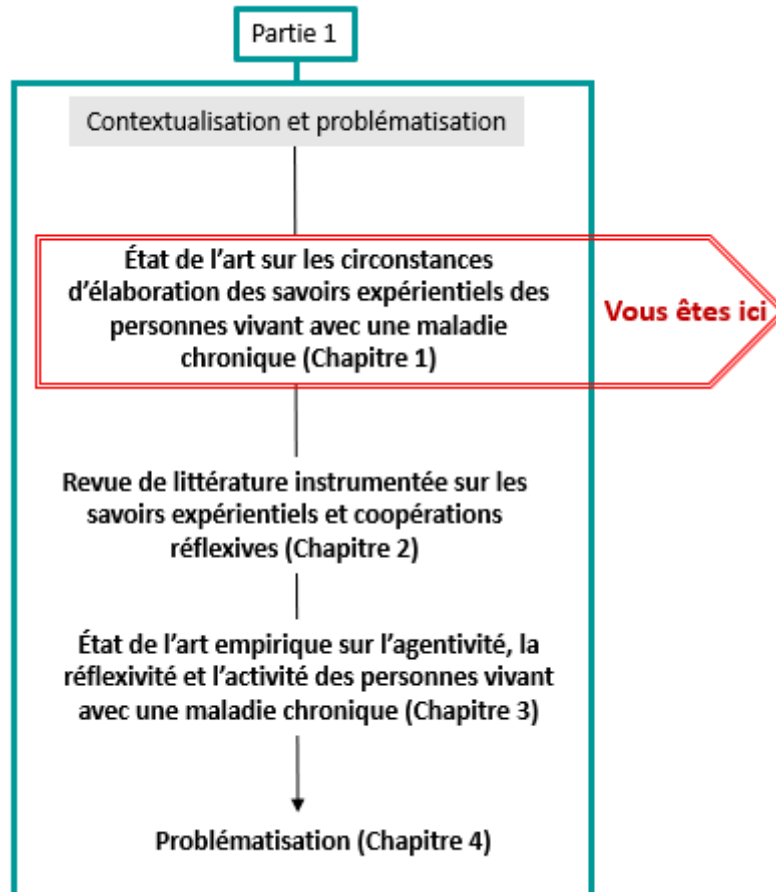 Partie 1
Contextualisation et problématisation
État de l’art sur les circonstances
d’élaboration des savoirs expérientiels des
personnes vivant avec une maladie
chronique (Chapitre 1)
Vous êtes ici
Revue de littérature instrumentée sur les
savoirs expérientiels et coopérations
réflexives (Chapitre 2)
État de l’art empirique sur l’agentivité, la
réflexivité et l’activité des personnes vivant
avec une maladie chronique (Chapitre 3)
Problématisation (Chapitre 4)